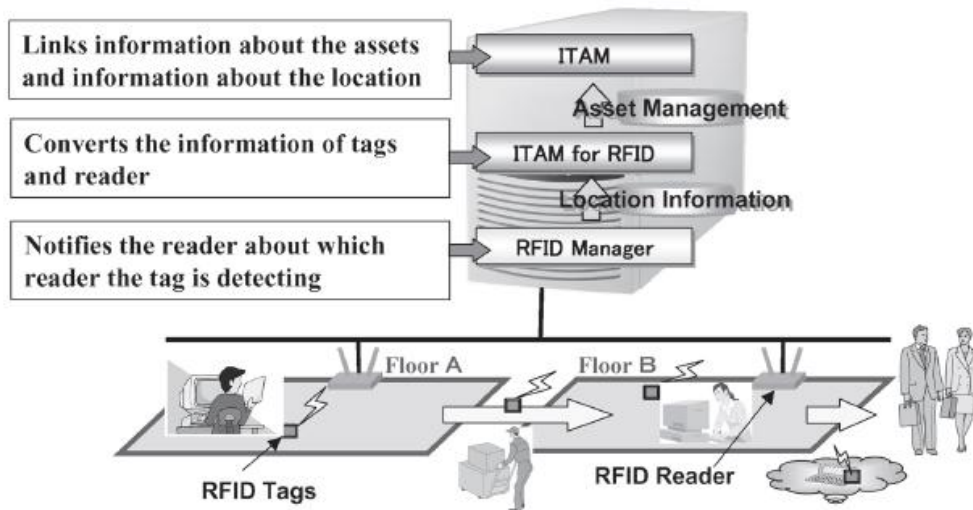 Links information about the assets
and information about the location
ITAM
Asset Management
Converts the information of tags
and reader
ITAM for RFID
Location Information
Notifies the reader about which
reader the tag is detecting
RFID Manager
Floor A
Floor B
RFID Tags
RFID Reader